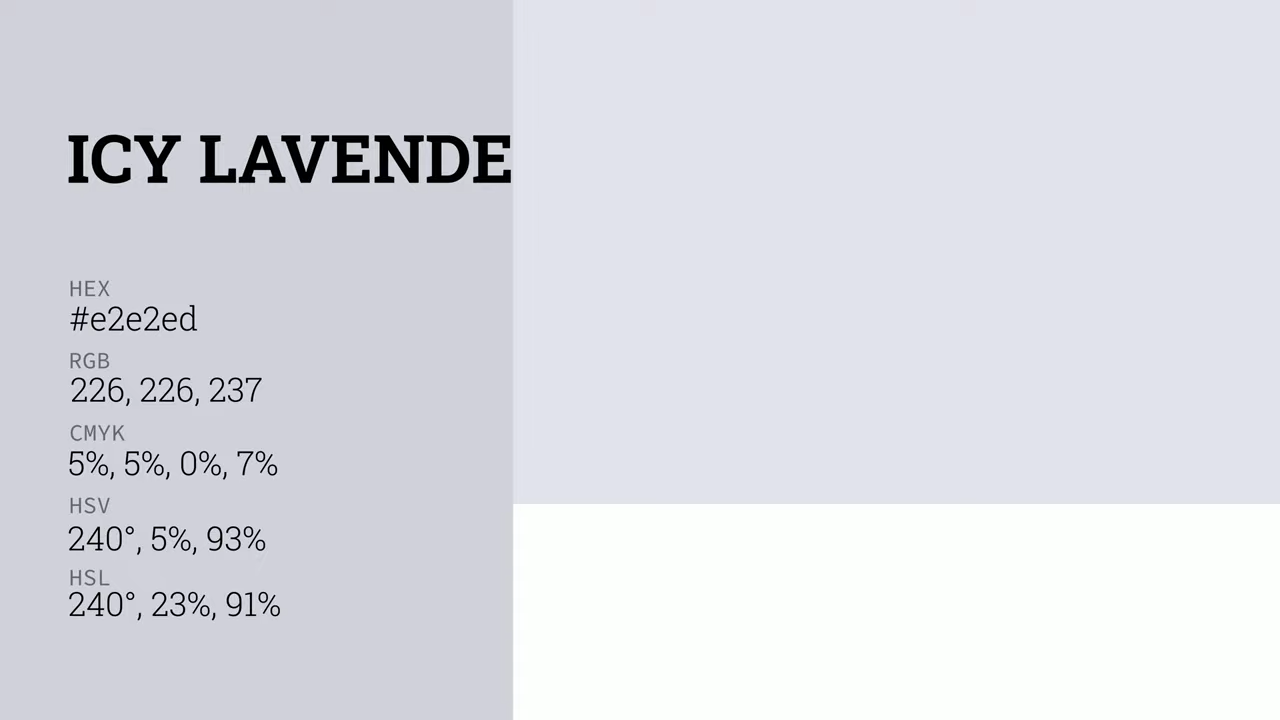 ICY LAVENDE
HEX
#e2e2ed
RGB
226, 226, 237
CMYK
5%, 5%, 0%, 7%
HSV
240°, 5%, 93%
HSL
240°, 23%, 91%